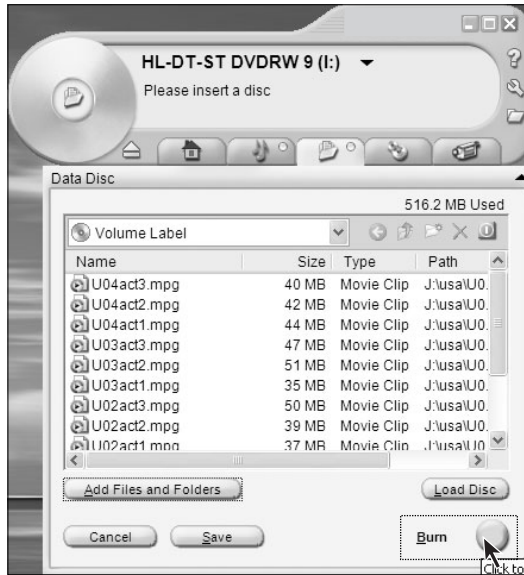 HL-DT-ST DVDRW 9 (I:)
Please insert a disc
Data Disc
516.2 MB Used
Volume Label
Name Size Type Path
U04act3.mpg 40 MB Movie Clip J:\usa\U0.
U04act2.mpg 42 MB Movie Clip J:\usa\U0.
U04act1.mpg 44 MB Movie Clip J:\usa\U0.
U03act3.mpg 47 MB Movie Clip J:\usa\U0.
U03act2.mpg 51 MB Movie Clip J:\usa\U0.
U03act1.mpg 35 MB Movie Clip J:\usa\U0.
U02act3.mpg 50 MB Movie Clip J:\usa\U0.
U02act2.mpg 39 MB Movie Clip J:\usa\U0.
U02act1.mpg 37 MB Movie Clip J:\usa\U0
Add Files and Folders Load Disc
Cancel Save Burn
Click to